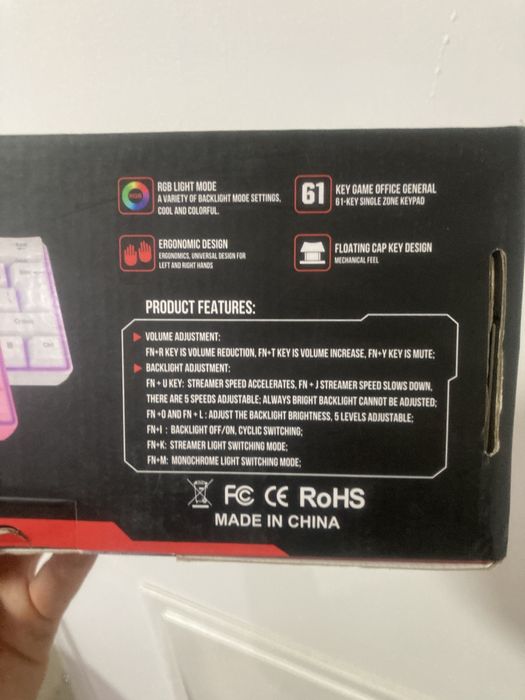 RGB
RGB LIGHT MODE
A VARIETY OF BACKLIGHT MODE SETTINGS,
COOL AND COLORFUL.
61
KEY GAME OFFICE GENERAL
61-KEY SINGLE ZONE KEYPAD
ERGONOMIC DESIGN
ERGONOMICS, UNIVERSAL DESIGN FOR
LEFT AND RIGHT HANDS
FLOATING CAP KEY DESIGN
MECHANICAL FEEL
PRODUCT FEATURES:
VOLUME ADJUSTMENT:
FN+R KEY IS VOLUME REDUCTION, FN+T KEY IS VOLUME INCREASE, FN+Y KEY IS MUTE;
BACKLIGHT ADJUSTMENT:
FN + U KEY: STREAMER SPEED ACCELERATES, FN + J STREAMER SPEED SLOWS DOWN,
THERE ARE 5 SPEEDS ADJUSTABLE; ALWAYS BRIGHT BACKLIGHT CANNOT BE ADJUSTED;
FN +O AND FN + L : ADJUST THE BACKLIGHT BRIGHTNESS, 5 LEVELS ADJUSTABLE;
FN+I : BACKLIGHT OFF/ON, CYCLIC SWITCHING;
FN+K: STREAMER LIGHT SWITCHING MODE;
FN+M: MONOCHROME LIGHT SWITCHING MODE;
FC CE RoHS
MADE IN CHINA
Ctrl